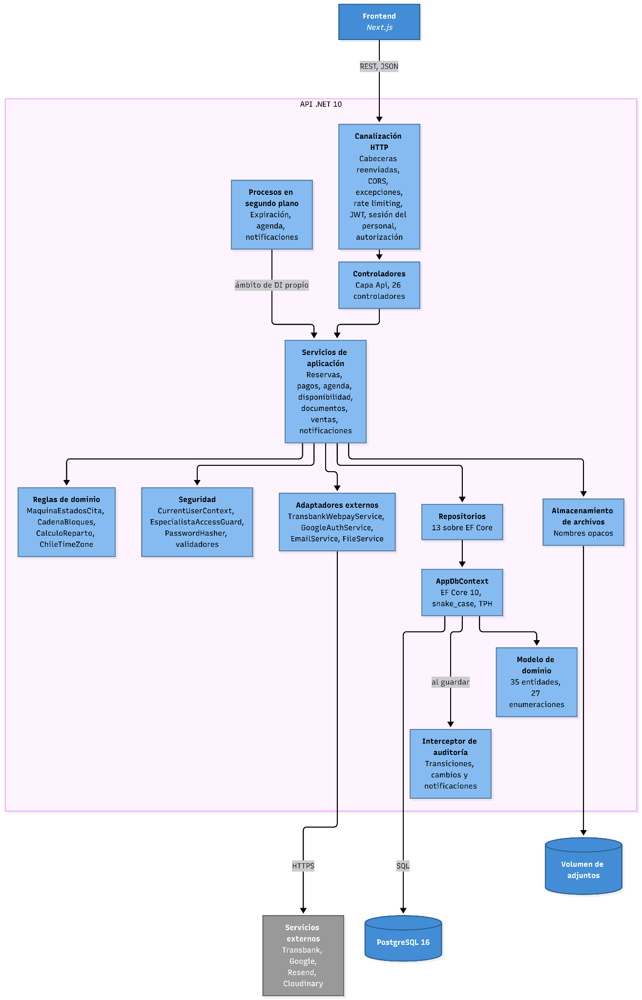 Frontend
Next.js
REST, JSON
API .NET 10
Canalización
HTTP
Cabeceras
reenviadas,
CORS,
excepciones,
rate limiting,
JWT, sesión del
personal,
autorización
Procesos en
segundo plano
Expiración,
agenda,
notificaciones
ámbito de DI propio
Controladores
Capa Api, 26
controladores
Servicios de
aplicación
Reservas,
pagos, agenda,
disponibilidad,
documentos,
ventas,
notificaciones
Reglas de dominio
MaquinaEstadosCita,
CadenaBloques,
CalculoReparto,
ChileTimeZone
Seguridad
CurrentUserContext,
EspecialistaAccessGuard,
PasswordHasher,
validadores
Adaptadores externos
TransbankWebpayService,
GoogleAuthService,
EmailService, FileService
Repositorios
13 sobre EF Core
Almacenamiento
de archivos
Nombres opacos
AppDbContext
EF Core 10,
snake_case, TPH
al guardar
Modelo de
dominio
35 entidades,
27
enumeraciones
Interceptor de
auditoría
Transiciones,
cambios y
notificaciones
HTTPS
SQL
Volumen de
adjuntos
Servicios
externos
Transbank,
Google,
Resend,
Cloudinary
PostgreSQL 16